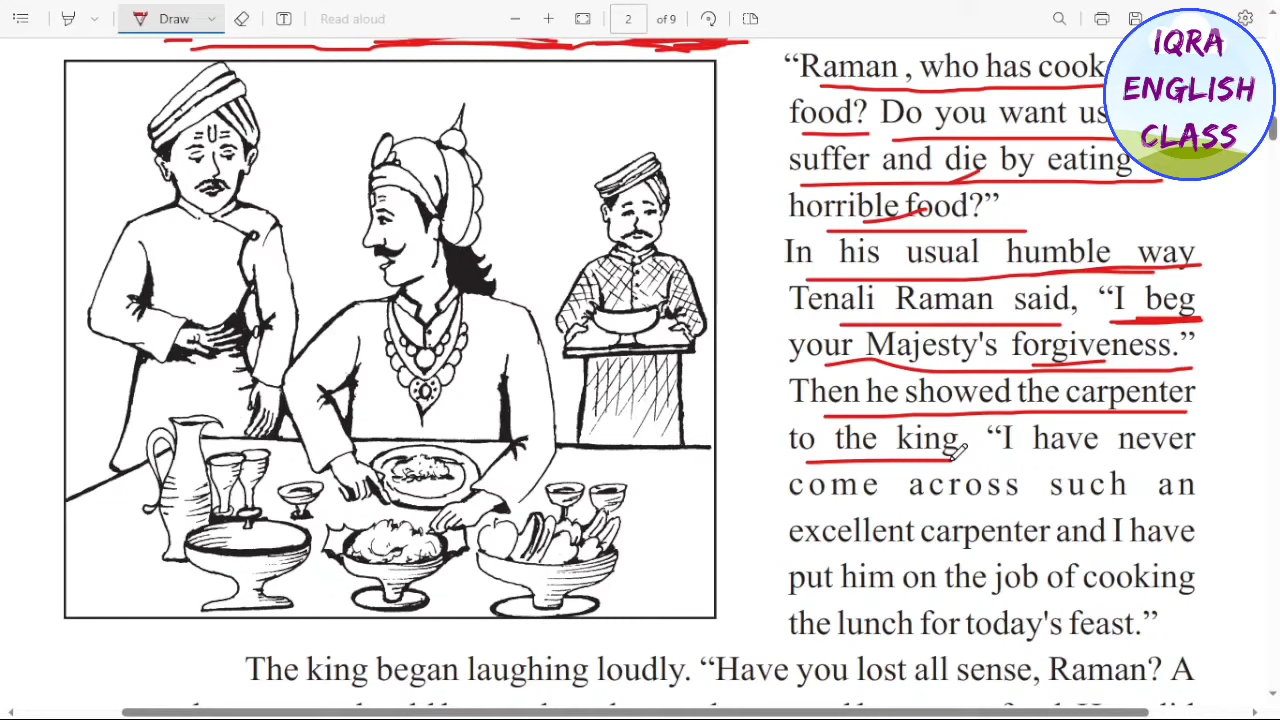 Draw
Read aloud
2
of 9
IQRA
ENGLISH
CLASS
“Raman , who has cook
food? Do you want us
suffer and die by eating
horrible food?”
In his usual humble way
Tenali Raman said, “I beg
your Majesty's forgiveness.”
Then he showed the carpenter
to the king. “I have never
come across such an
excellent carpenter and I have
put him on the job of cooking
the lunch for today's feast.”
The king began laughing loudly. “Have you lost all sense, Raman? A